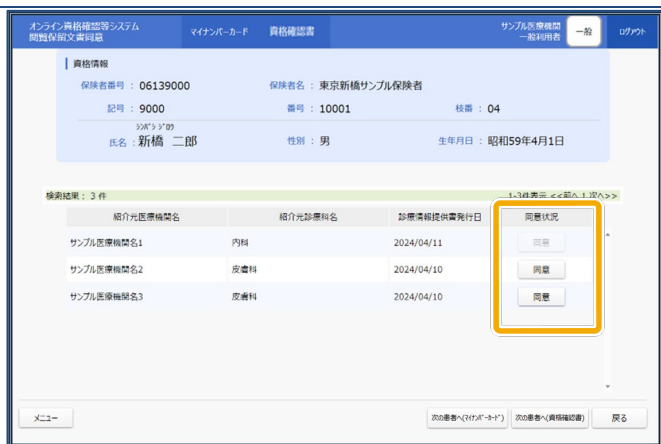 オンライン資格確認等システム
閲覧保留文書同意
マイナンバーカード 資格確認書
サンプル医療機関
一般利用者
一般
ログアウト
資格情報
保険者番号 : 06139000 保険者名 : 東京新橋サンプル保険者
記号 : 9000 番号 : 10001 枝番 : 04
シンバシ ジロウ
氏名 : 新橋 二郎 性別 : 男 生年月日 : 昭和59年4月1日
検索結果 : 3 件 1-3件表示 <<前へ 1 次へ>>
紹介元医療機関名 紹介元診療科名 診療情報提供書発行日 同意状況
サンプル医療機関名1 内科 2024/04/11 同意
サンプル医療機関名2 皮膚科 2024/04/10 同意
サンプル医療機関名3 皮膚科 2024/04/10 同意
メニュー 次の患者へ(マイナンバーカード) 次の患者へ(資格確認書) 戻る